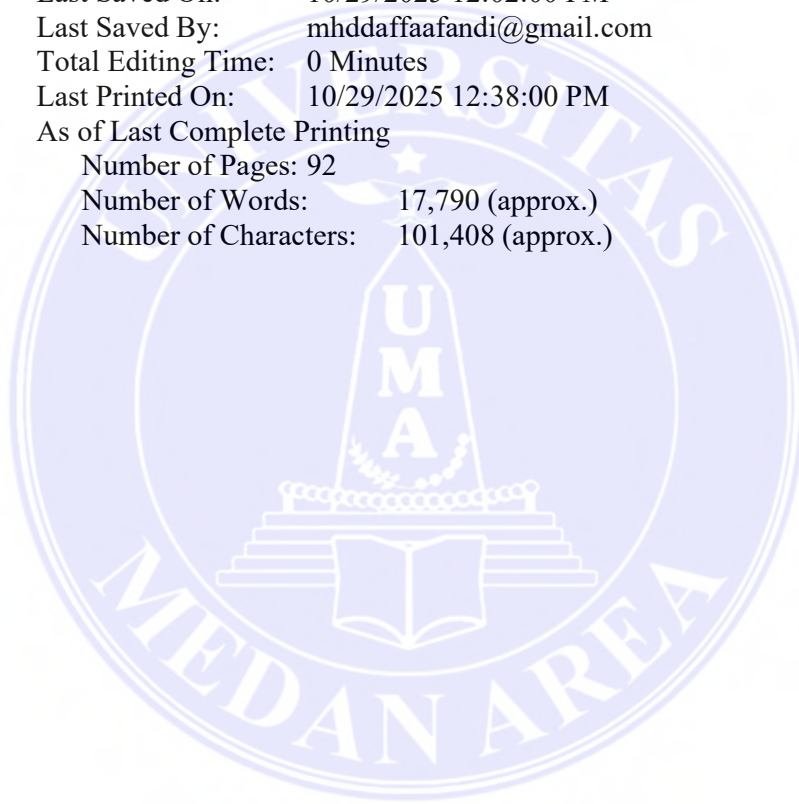 Last Saved By: mhddaffaafandi@gmail.com
Total Editing Time: 0 Minutes
Last Printed On: 10/29/2025 12:38:00 PM
As of Last Complete Printing
Number of Pages: 92
Number of Words: 17,790 (approx.)
Number of Characters: 101,408 (approx.)
UNIVERSITAS
U
M
A
MEDAN AREA